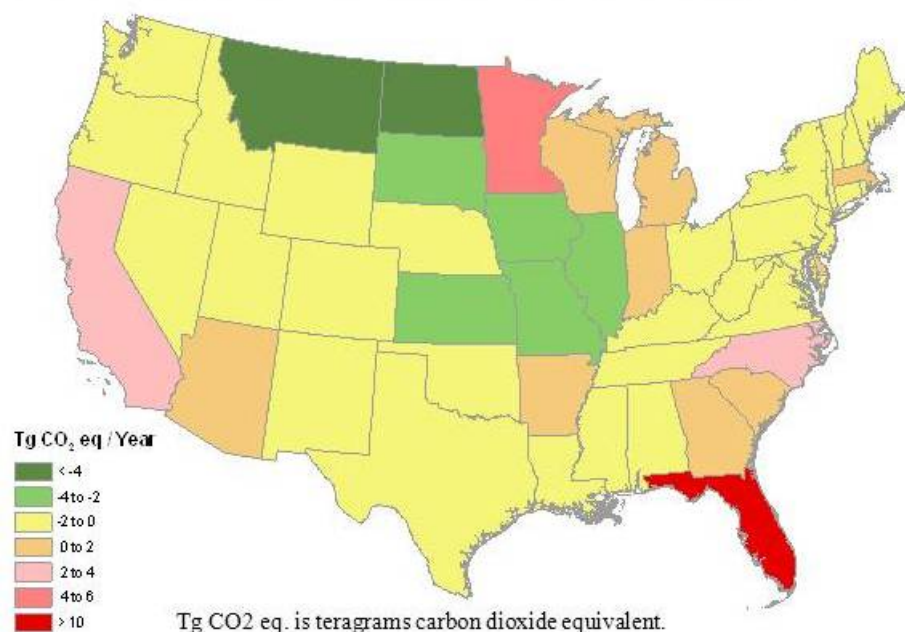 Tg CO₂ eq / Year
< -4
-4 to -2
-2 to 0
0 to 2
2 to 4
4 to 6
> 10
Tg CO2 eq. is teragrams carbon dioxide equivalent.